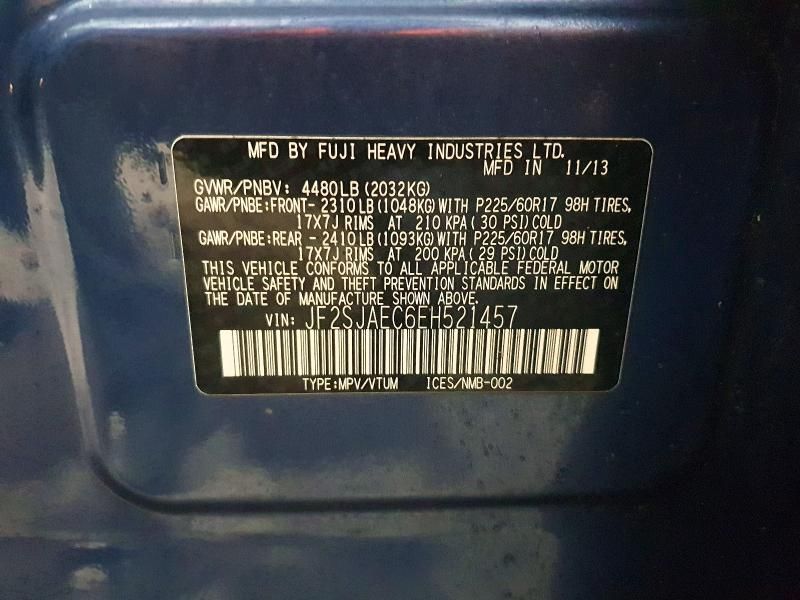 MFD BY FUJI HEAVY INDUSTRIES LTD.
MFD IN 11/13
GVWR/PNBV: 4480LB (2032KG)
GAWR/PNBE:FRONT- 2310LB(1048KG)WITH P225/60R17 98H TIRES,
17X7J RIMS AT 210 KPA( 30 PSI)COLD
GAWR/PNBE:REAR - 2410LB(1093KG)WITH P225/60R17 98H TIRES,
17X7J RIMS AT 200 KPA( 29 PSI)COLD
THIS VEHICLE CONFORMS TO ALL APPLICABLE FEDERAL MOTOR
VEHICLE SAFETY AND THEFT PREVENTION STANDARDS IN EFFECT ON
THE DATE OF MANUFACTURE SHOWN ABOVE.
VIN: JF2SJAEC6EH521457
TYPE:MPV/VTUM ICES/NMB-002